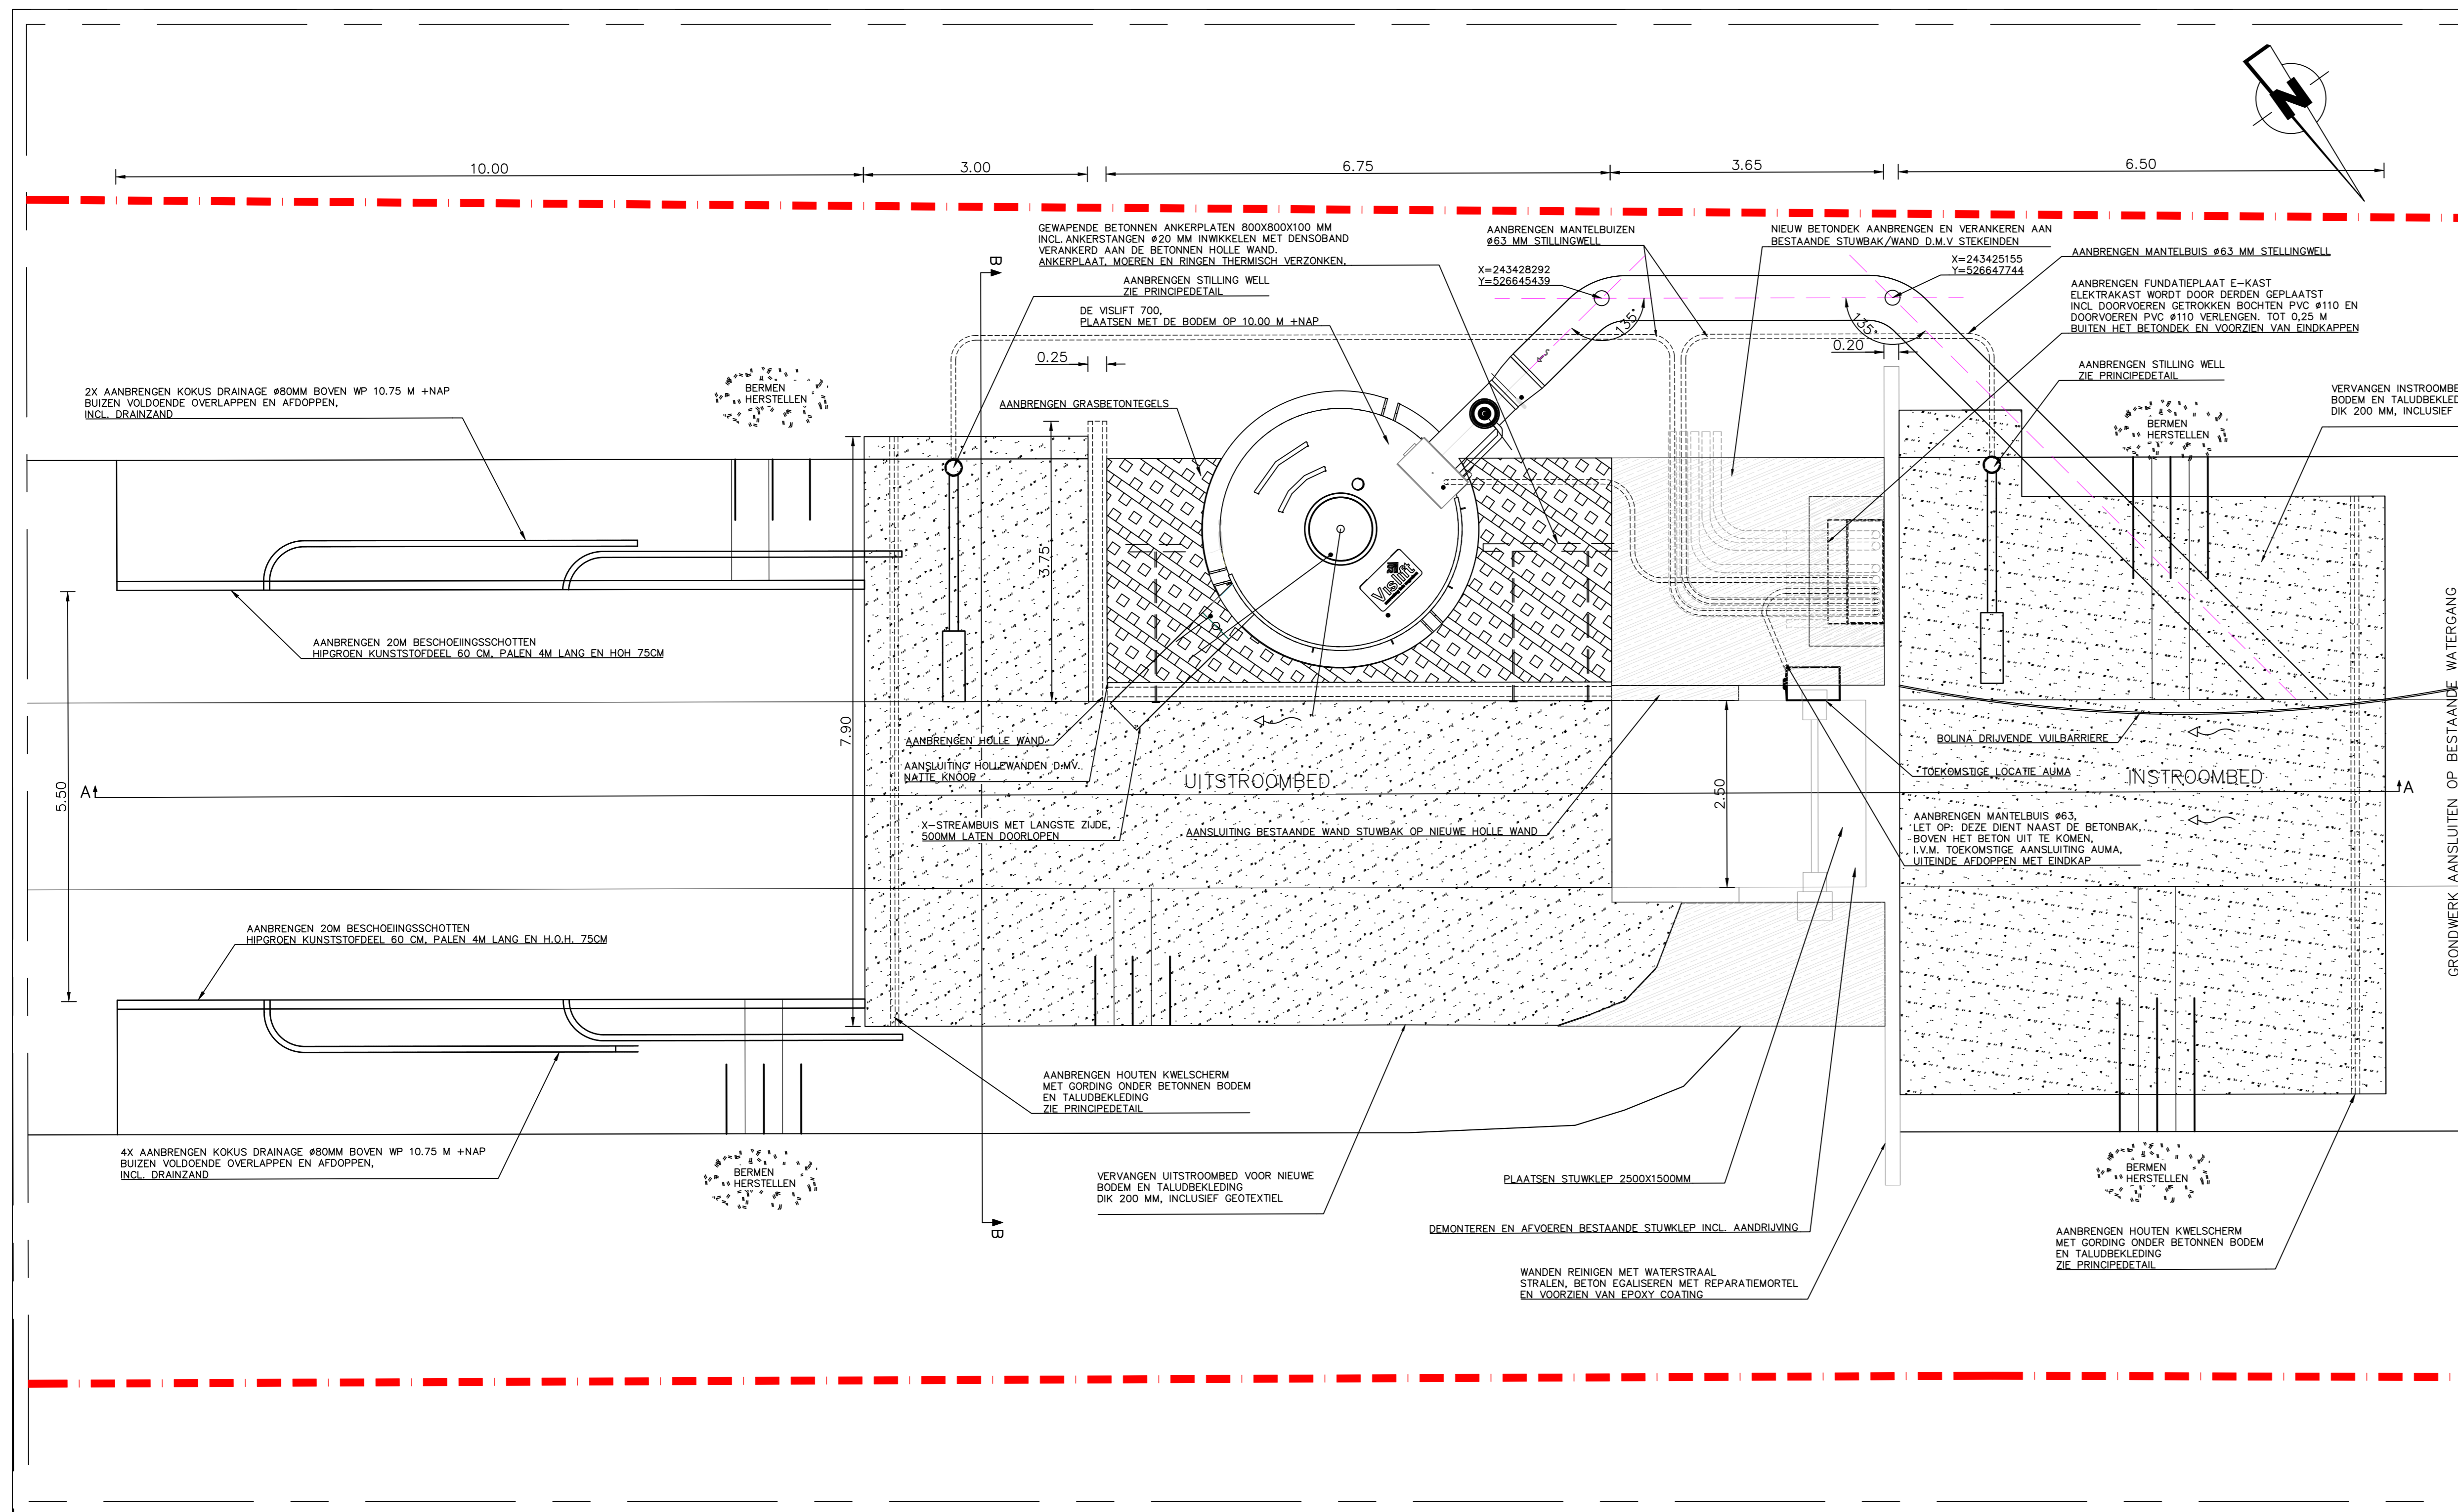 N
10.00
3.00
6.75
3.65
6.50
GEWAPENDE BETONNEN ANKERPLATEN 800X800X100 MM
INCL. ANKERSTANGEN ø20 MM INWIKKELEN MET DENSOBAND
VERANKERD AAN DE BETONNEN HOLLE WAND.
ANKERPLAAT, MOEREN EN RINGEN THERMISCH VERZONKEN,
AANBRENGEN MANTELBUIZEN
ø63 MM STILLINGWELL
NIEUW BETONDEK AANBRENGEN EN VERANKEREN AAN
BESTAANDE STUWBAK/WAND D.M.V STEKEINDEN
AANBRENGEN MANTELBUIS ø63 MM STELLINGWELL
X=243428292
Y=526645439
X=243425155
Y=526647744
B
AANBRENGEN STILLING WELL
ZIE PRINCIPEDETAIL
AANBRENGEN FUNDATIEPLAAT E-KAST
ELEKTRAKAST WORDT DOOR DERDEN GEPLAATST
INCL DOORVOEREN GETROKKEN BOCHTEN PVC ø110 EN
DOORVOEREN PVC ø110 VERLENGEN. TOT 0,25 M
BUITEN HET BETONDEK EN VOORZIEN VAN EINDKAPPEN
DE VISLIFT 700,
PLAATSEN MET DE BODEM OP 10.00 M +NAP
135°
135°
0.25
0.20
AANBRENGEN STILLING WELL
ZIE PRINCIPEDETAIL
2X AANBRENGEN KOKUS DRAINAGE ø80MM BOVEN WP 10.75 M +NAP
BUIZEN VOLDOENDE OVERLAPPEN EN AFDOPPEN,
INCL. DRAINZAND
BERMEN
HERSTELLEN
AANBRENGEN GRASBETONTEGELS
VERVANGEN INSTROOMBE
BODEM EN TALUDBEKLED
DIK 200 MM, INCLUSIEF
BERMEN
HERSTELLEN
3.75
Vislift
AANBRENGEN 20M BESCHOEIINGSSCHOTTEN
HIPGROEN KUNSTSTOFDEEL 60 CM, PALEN 4M LANG EN HOH 75CM
7.90
5.50
AANBRENGEN HOLLE WAND
AANSLUITING HOLLEWANDEN D.MV.
NATTE KNOOP
UITSTROOMBED
X-STREAMBUIS MET LANGSTE ZIJDE,
500MM LATEN DOORLOPEN
AANSLUITING BESTAANDE WAND STUWBAK OP NIEUWE HOLLE WAND
2.50
BOLINA DRIJVENDE VUILBARRIERE
TOEKOMSTIGE LOCATIE AUMA
INSTROOMBED
A
A
AANBRENGEN MANTELBUIS ø63,
LET OP: DEZE DIENT NAAST DE BETONBAK,
BOVEN HET BETON UIT TE KOMEN,
I.V.M. TOEKOMSTIGE AANSLUITING AUMA,
UITEINDE AFDOPPEN MET EINDKAP
GRONDWERK AANSLUITEN OP BESTAANDE WATERGANG
AANBRENGEN 20M BESCHOEIINGSSCHOTTEN
HIPGROEN KUNSTSTOFDEEL 60 CM, PALEN 4M LANG EN H.O.H. 75CM
AANBRENGEN HOUTEN KWELSCHERM
MET GORDING ONDER BETONNEN BODEM
EN TALUDBEKLEDING
ZIE PRINCIPEDETAIL
4X AANBRENGEN KOKUS DRAINAGE ø80MM BOVEN WP 10.75 M +NAP
BUIZEN VOLDOENDE OVERLAPPEN EN AFDOPPEN,
INCL. DRAINZAND
BERMEN
HERSTELLEN
VERVANGEN UITSTROOMBED VOOR NIEUWE
BODEM EN TALUDBEKLEDING
DIK 200 MM, INCLUSIEF GEOTEXTIEL
PLAATSEN STUWKLEP 2500X1500MM
BERMEN
HERSTELLEN
B
DEMONTEREN EN AFVOEREN BESTAANDE STUWKLEP INCL. AANDRIJVING
AANBRENGEN HOUTEN KWELSCHERM
MET GORDING ONDER BETONNEN BODEM
EN TALUDBEKLEDING
ZIE PRINCIPEDETAIL
WANDEN REINIGEN MET WATERSTRAAL
STRALEN, BETON EGALISEREN MET REPARATIEMORTEL
EN VOORZIEN VAN EPOXY COATING